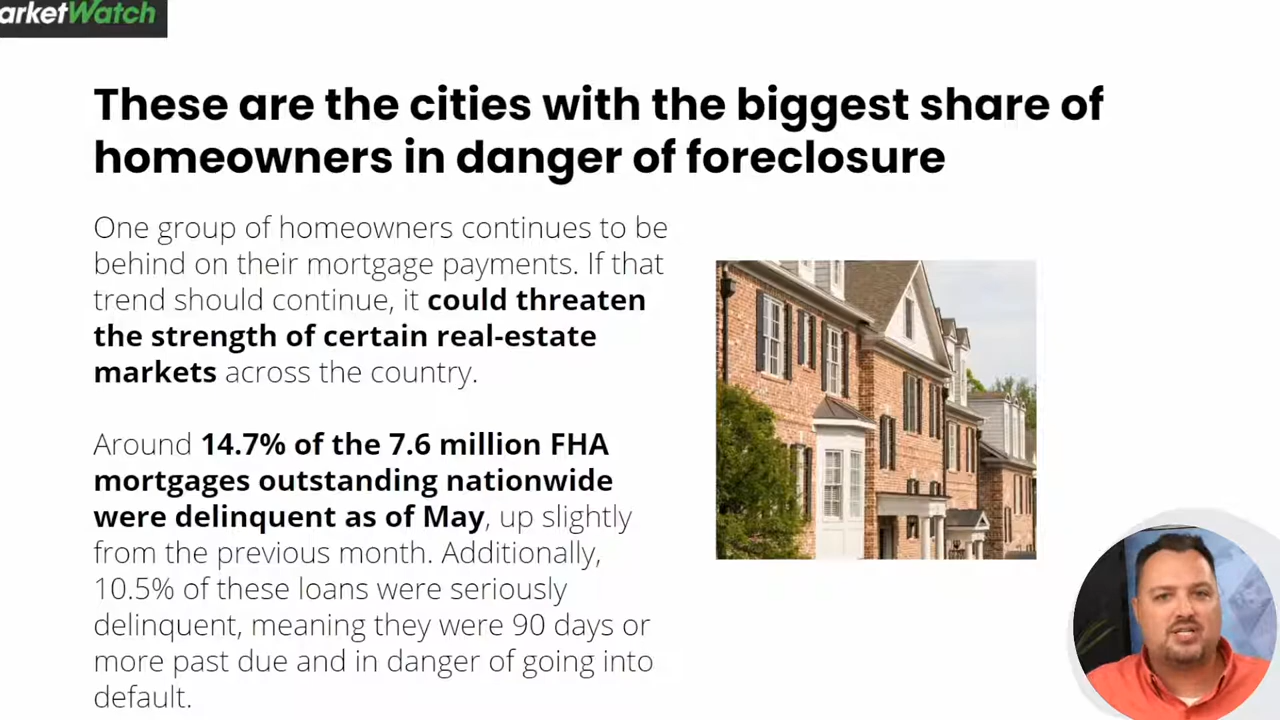 arketWatch
These are the cities with the biggest share of
homeowners in danger of foreclosure
One group of homeowners continues to be
behind on their mortgage payments. If that
trend should continue, it could threaten
the strength of certain real-estate
markets across the country.
Around 14.7% of the 7.6 million FHA
mortgages outstanding nationwide
were delinquent as of May, up slightly
from the previous month. Additionally,
10.5% of these loans were seriously
delinquent, meaning they were 90 days or
more past due and in danger of going into
default.